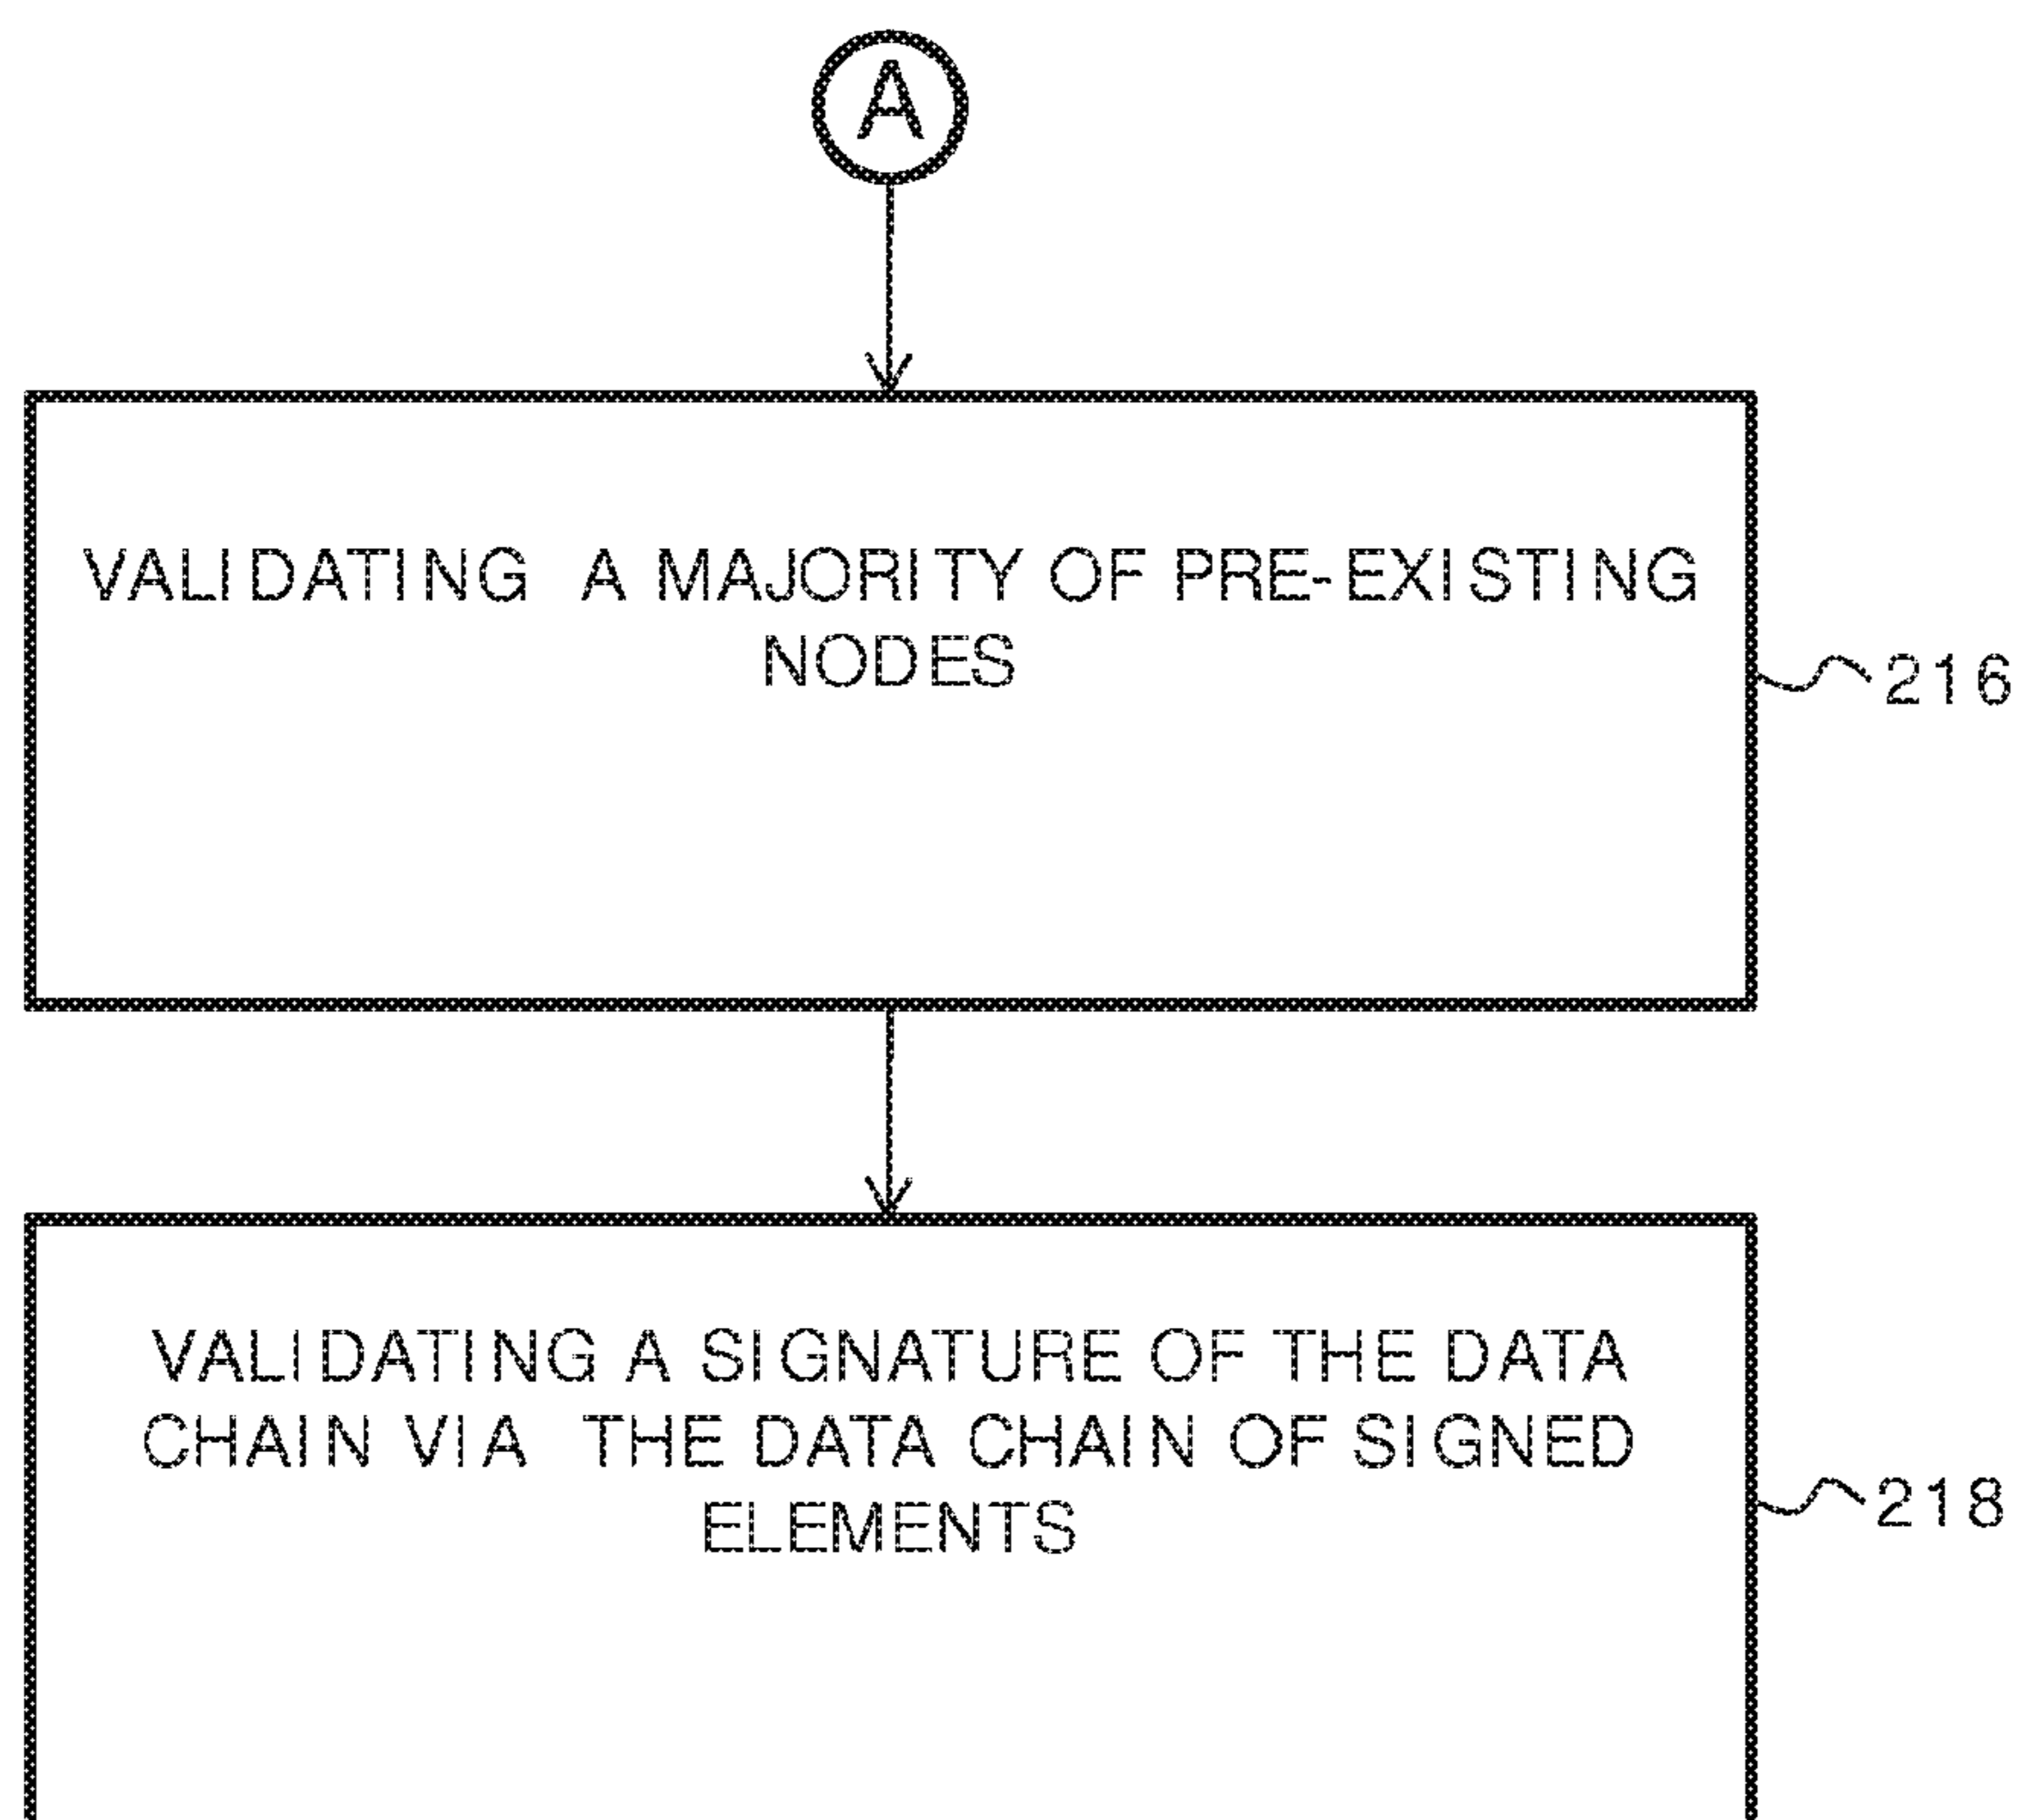 A
VALIDATING A MAJORITY OF PRE-EXISTING
NODES
216
VALIDATING A SIGNATURE OF THE DATA
CHAIN VIA THE DATA CHAIN OF SIGNED
ELEMENTS
218